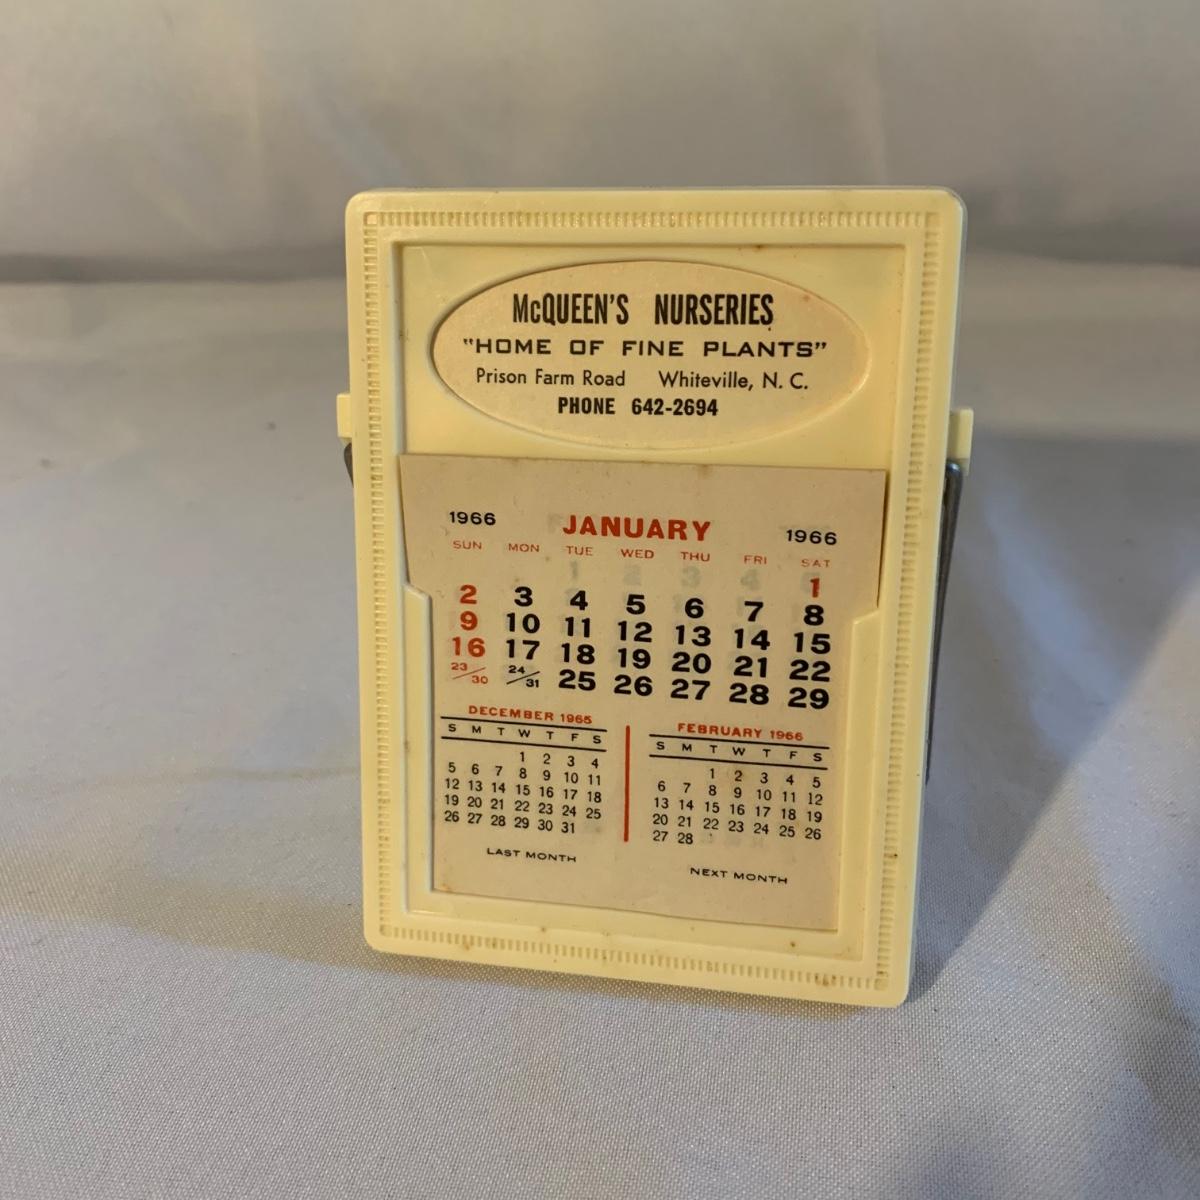 McQUEEN'S NURSERIES
"HOME OF FINE PLANTS"
Prison Farm Road Whiteville, N. C.
PHONE 642-2694
1966 JANUARY 1966
SUN MON TUE WED THU FRI SAT
1
2 3 4 5 6 7 8
9 10 11 12 13 14 15
16 17 18 19 20 21 22
23/30 24/31 25 26 27 28 29
DECEMBER 1965
S M T W T F S
1 2 3 4
5 6 7 8 9 10 11
12 13 14 15 16 17 18
19 20 21 22 23 24 25
26 27 28 29 30 31
LAST MONTH
FEBRUARY 1966
S M T W T F S
1 2 3 4 5
6 7 8 9 10 11 12
13 14 15 16 17 18 19
20 21 22 23 24 25 26
27 28
NEXT MONTH